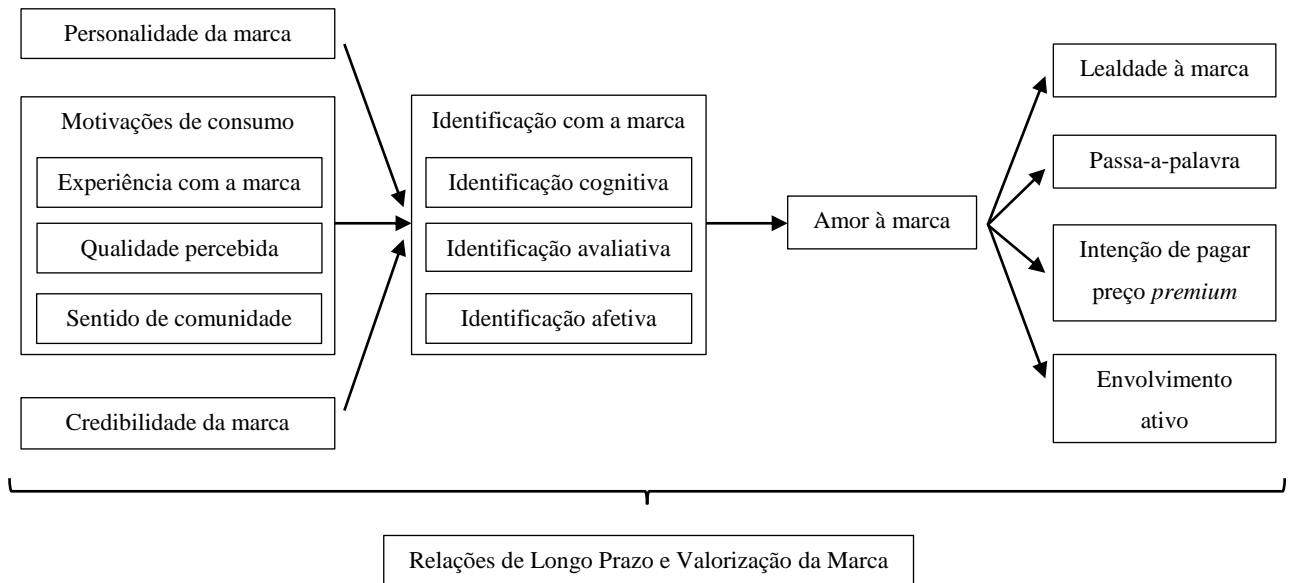 Personalidade da marca
Motivações de consumo
Experiência com a marca
Qualidade percebida
Sentido de comunidade
Credibilidade da marca
Identificação com a marca
Identificação cognitiva
Identificação avaliativa
Identificação afetiva
Amor à marca
Lealdade à marca
Passa-a-palavra
Intenção de pagar
preço premium
Envolvimento
ativo
Relações de Longo Prazo e Valorização da Marca